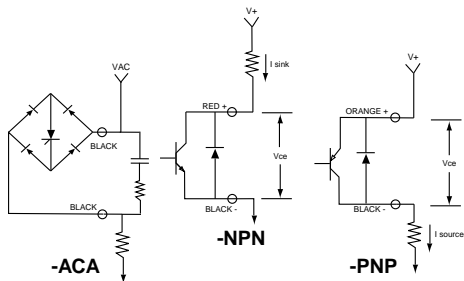 VAC
BLACK
BLACK
-ACA
V+
I sink
RED +
Vce
BLACK -
-NPN
V+
ORANGE +
Vce
BLACK -
I source
-PNP